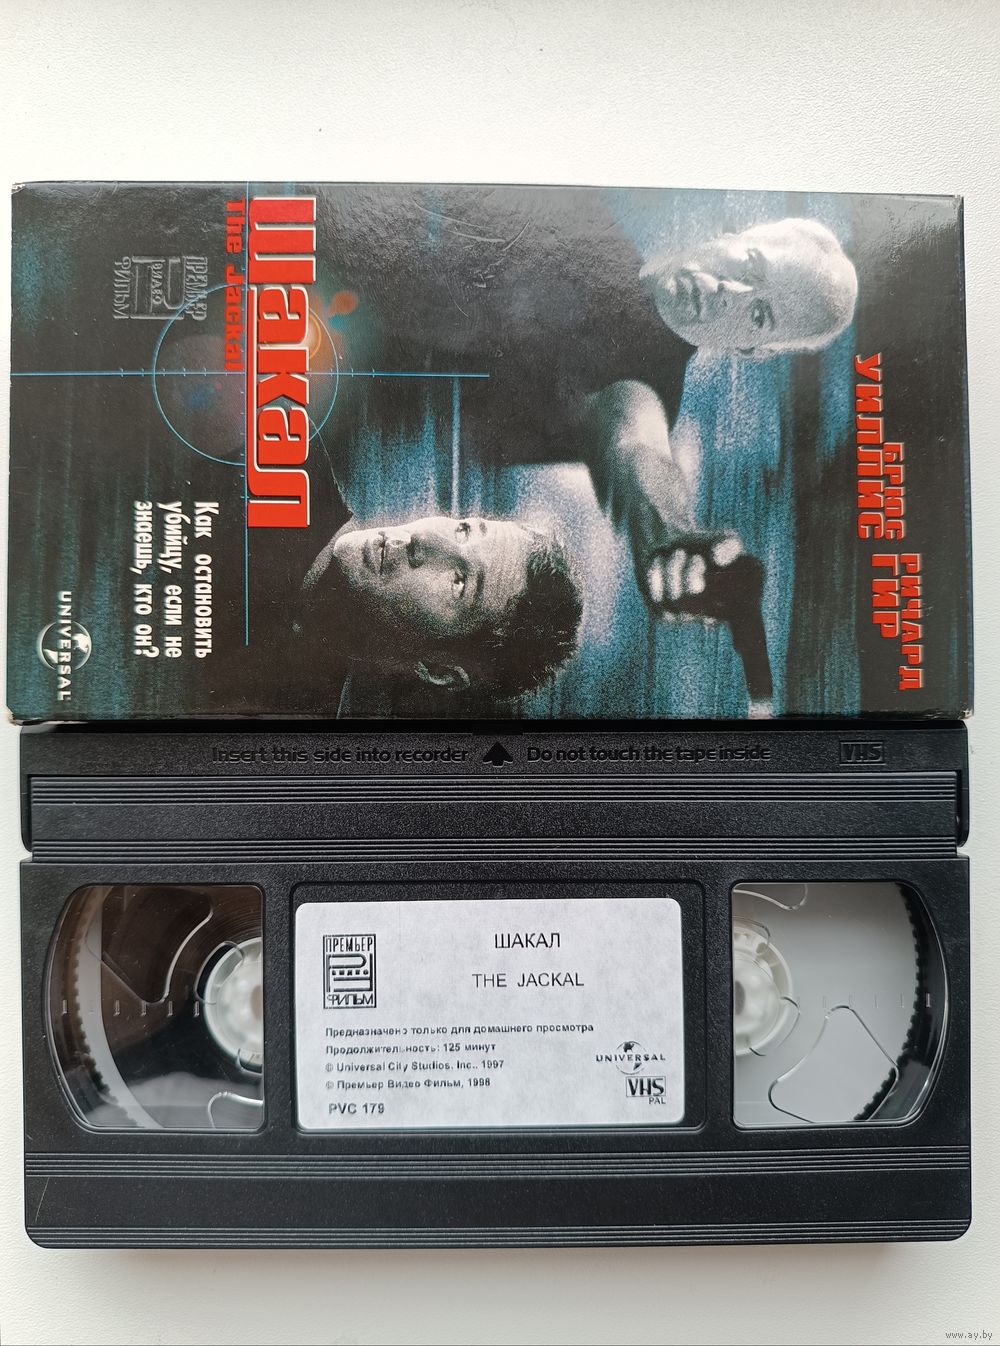 БРЮС
УИЛЛИС
РИЧАРД
ГИР
ШАКАЛ
The Jackal
ПРЕМЬЕР
ВИДЕО
ФИЛЬМ
Как остановить
убийцу, если не
знаешь, кто он?
UNIVERSAL
Insert this side into recorder Do not touch the tape inside VHS
ПРЕМЬЕР
ВИДЕО
ФИЛЬМ
ШАКАЛ
THE JACKAL
Предназначено только для домашнего просмотра
Продолжительность: 125 минут
© Universal City Studios, Inc., 1997
© Премьер Видео Фильм, 1998
PVC 179
UNIVERSAL
VHS
PAL
www.ay.by